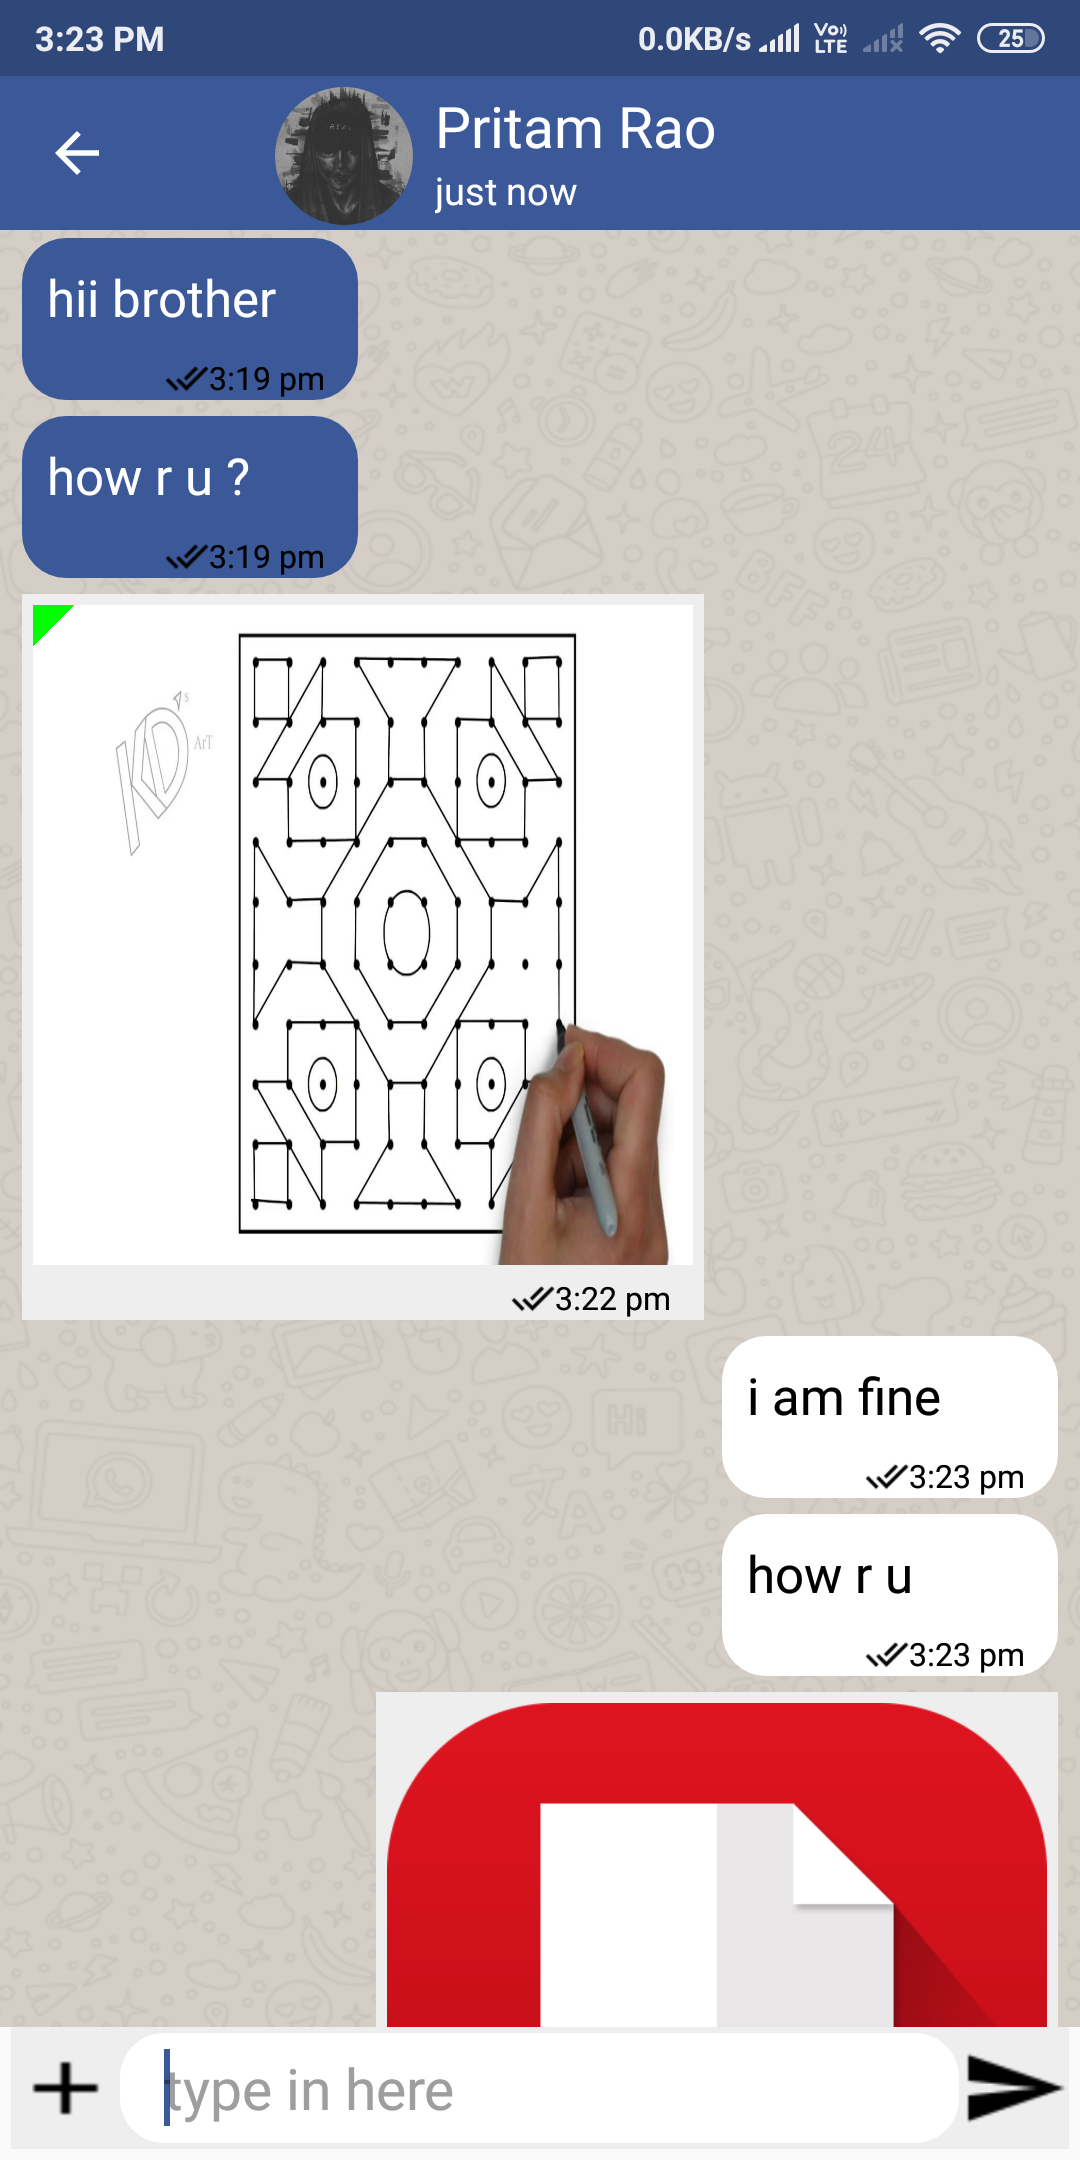 3:23 PM
0.0KB/s Vo)) LTE 25
Pritam Rao
just now
hii brother
3:19 pm
how r u ?
3:19 pm
KD's ArT
3:22 pm
i am fine
3:23 pm
how r u
3:23 pm
type in here